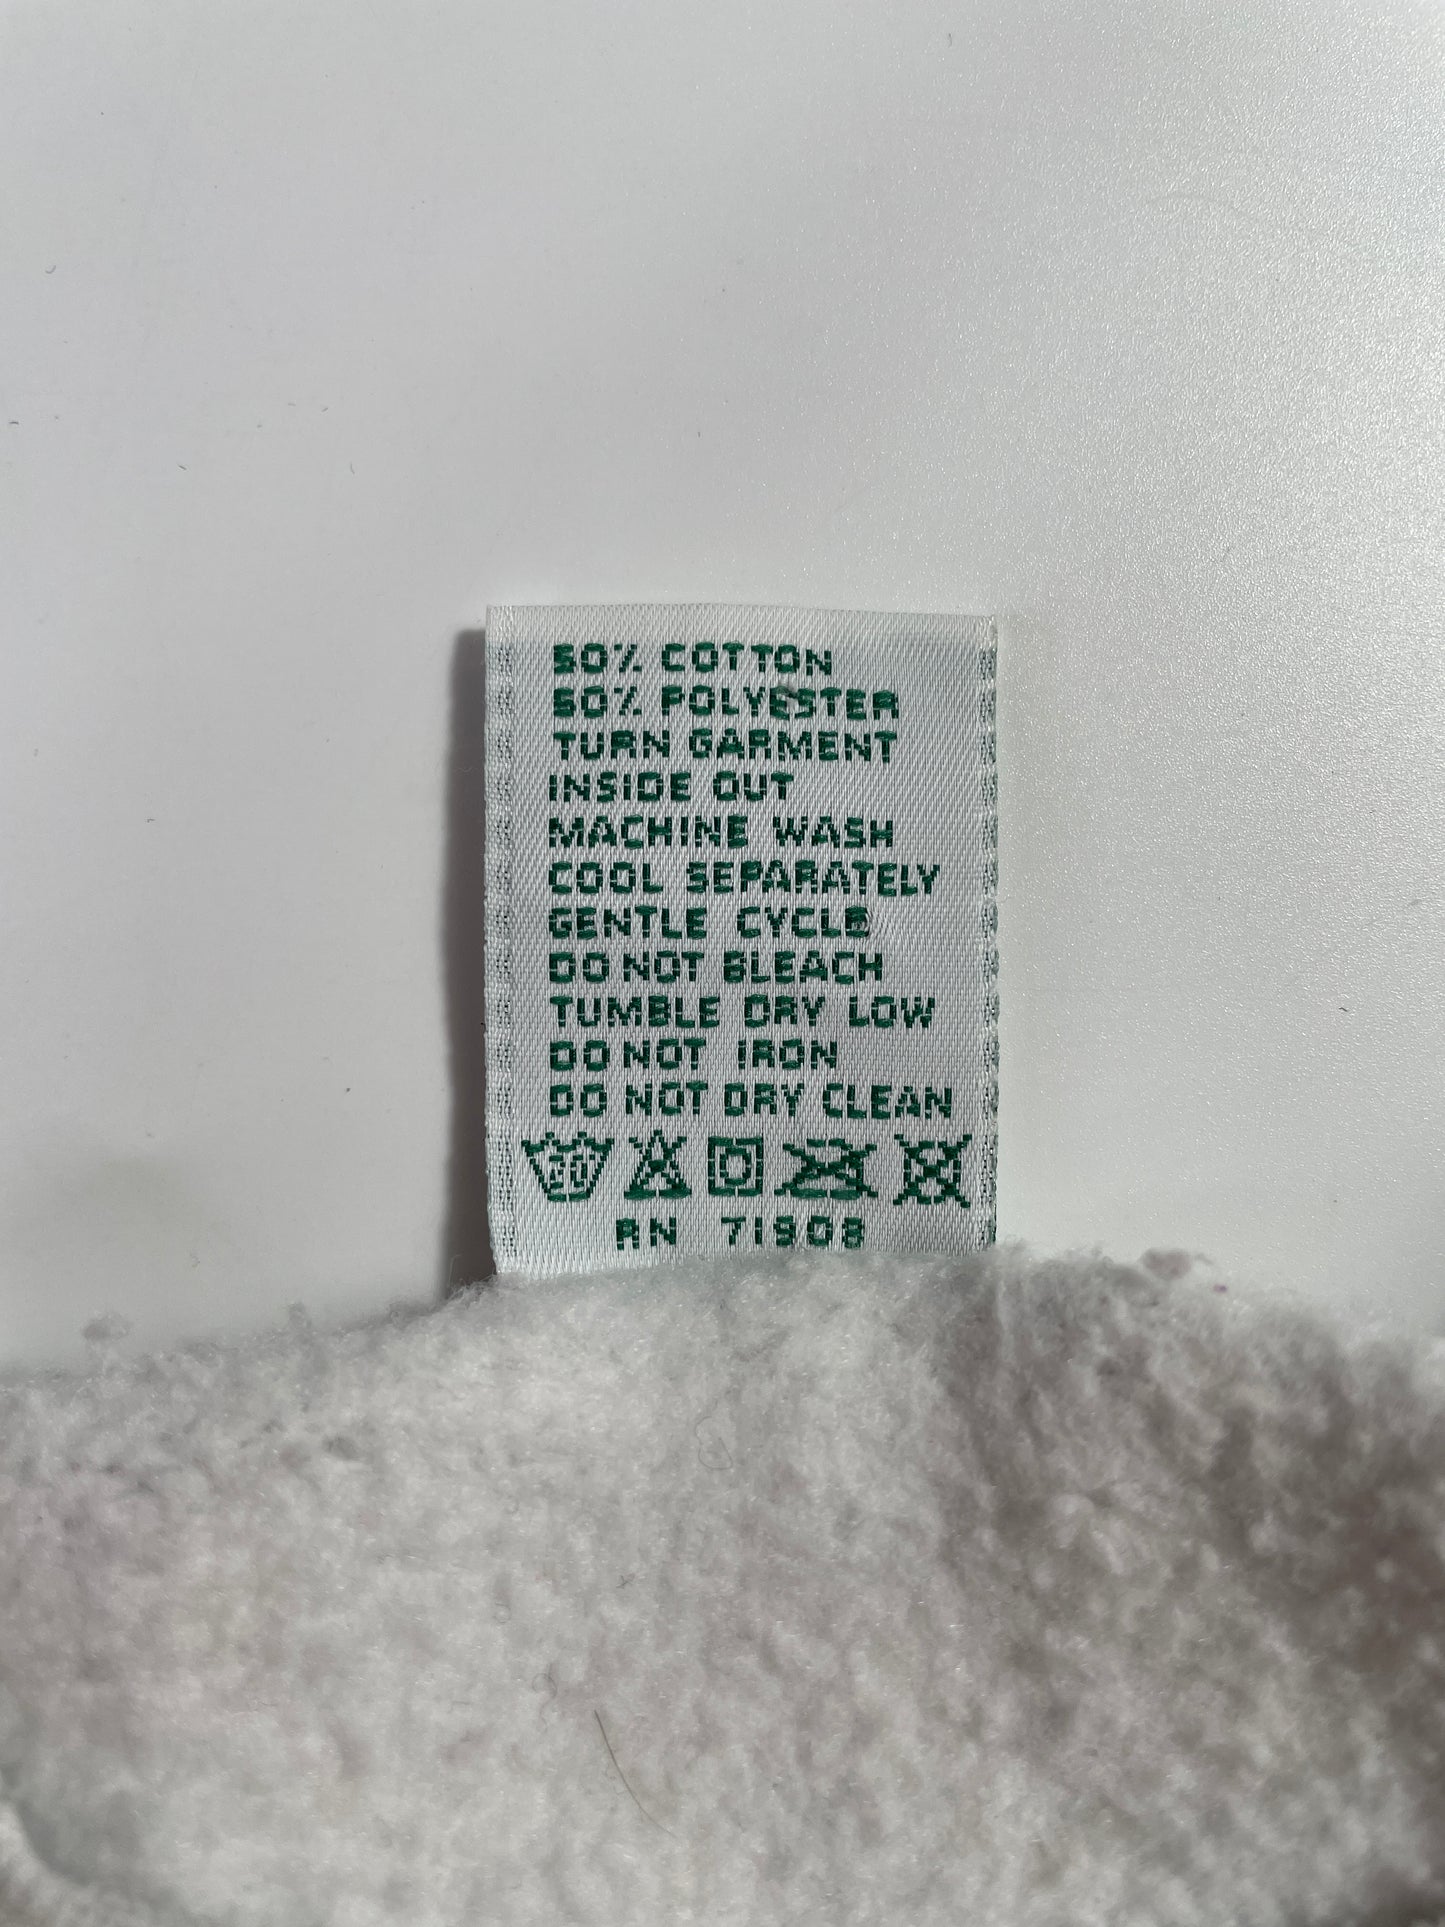 50% COTTON
50% POLYESTER
TURN GARMENT
INSIDE OUT
MACHINE WASH
COOL SEPARATELY
GENTLE CYCLE
DO NOT BLEACH
TUMBLE DRY LOW
DO NOT IRON
DO NOT DRY CLEAN
RN 71908